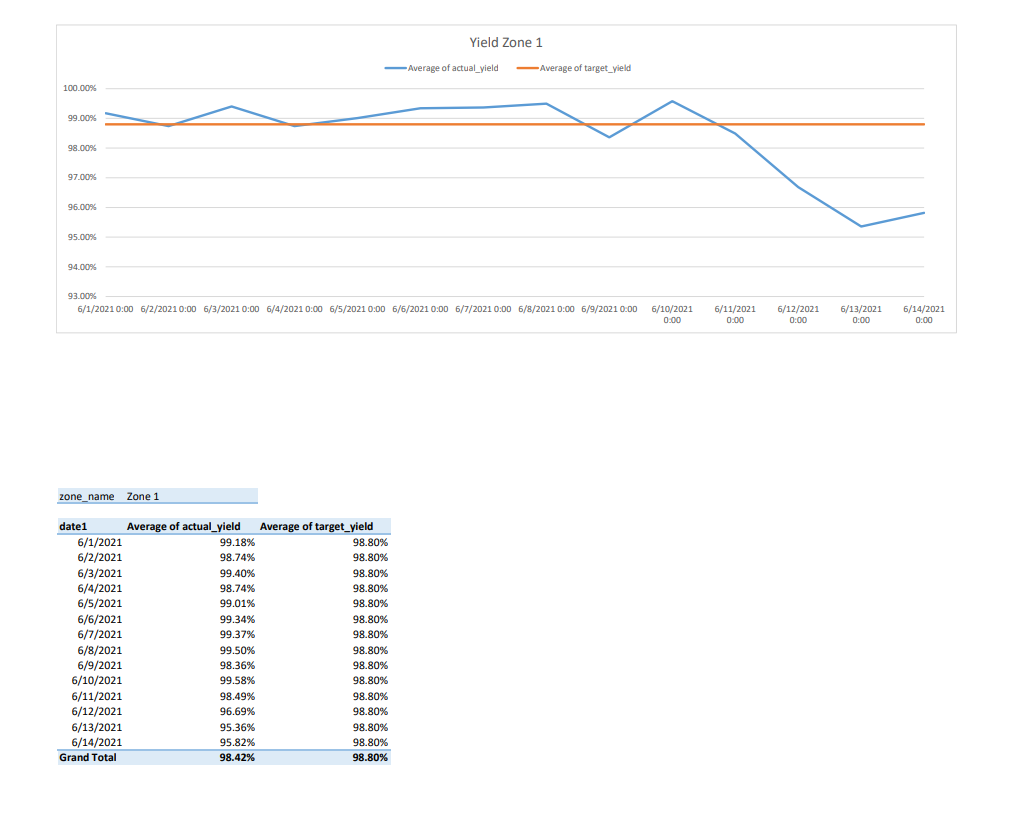 Yield Zone 1
Average of actual_yield Average of target_yield
100.00%
99.00%
98.00%
97.00%
96.00%
95.00%
94.00%
93.00%
6/1/2021 0:00 6/2/2021 0:00 6/3/2021 0:00 6/4/2021 0:00 6/5/2021 0:00 6/6/2021 0:00 6/7/2021 0:00 6/8/2021 0:00 6/9/2021 0:00 6/10/2021 0:00 6/11/2021 0:00 6/12/2021 0:00 6/13/2021 0:00 6/14/2021 0:00
zone_name Zone 1
date1 Average of actual_yield Average of target_yield
6/1/2021 99.18% 98.80%
6/2/2021 98.74% 98.80%
6/3/2021 99.40% 98.80%
6/4/2021 98.74% 98.80%
6/5/2021 99.01% 98.80%
6/6/2021 99.34% 98.80%
6/7/2021 99.37% 98.80%
6/8/2021 99.50% 98.80%
6/9/2021 98.36% 98.80%
6/10/2021 99.58% 98.80%
6/11/2021 98.49% 98.80%
6/12/2021 96.69% 98.80%
6/13/2021 95.36% 98.80%
6/14/2021 95.82% 98.80%
Grand Total 98.42% 98.80%